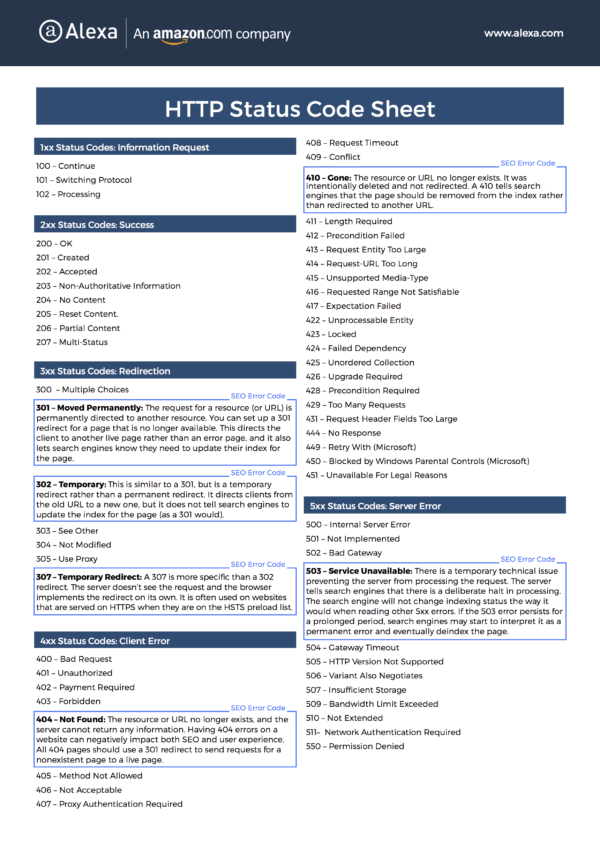 Alexa
An amazon.com company
www.alexa.com
HTTP Status Code Sheet
1xx Status Codes: Information Request
100 – Continue
101 – Switching Protocol
102 – Processing
2xx Status Codes: Success
200 – OK
201 – Created
202 – Accepted
203 – Non-Authoritative Information
204 – No Content
205 – Reset Content.
206 – Partial Content
207 – Multi-Status
3xx Status Codes: Redirection
300 – Multiple Choices
SEO Error Code
301 – Moved Permanently: The request for a resource (or URL) is
permanently directed to another resource. You can set up a 301
redirect for a page that is no longer available. This directs the
client to another live page rather than an error page, and it also
lets search engines know they need to update their index for
the page.
SEO Error Code
302 – Temporary: This is similar to a 301, but is a temporary
redirect rather than a permanent redirect. It directs clients from
the old URL to a new one, but it does not tell search engines to
update the index for the page (as a 301 would).
303 – See Other
304 – Not Modified
305 – Use Proxy
SEO Error Code
307 – Temporary Redirect: A 307 is more specific than a 302
redirect. The server doesn't see the request and the browser
implements the redirect on its own. It is often used on websites
that are served on HTTPS when they are on the HSTS preload list.
4xx Status Codes: Client Error
400 – Bad Request
401 – Unauthorized
402 – Payment Required
403 – Forbidden
SEO Error Code
404 – Not Found: The resource or URL no longer exists, and the
server cannot return any information. Having 404 errors on a
website can negatively impact both SEO and user experience.
All 404 pages should use a 301 redirect to send requests for a
nonexistent page to a live page.
405 – Method Not Allowed
406 – Not Acceptable
407 – Proxy Authentication Required
408 – Request Timeout
409 – Conflict
SEO Error Code
410 – Gone: The resource or URL no longer exists. It was
intentionally deleted and not redirected. A 410 tells search
engines that the page should be removed from the index rather
than redirected to another URL.
411 – Length Required
412 – Precondition Failed
413 – Request Entity Too Large
414 – Request-URL Too Long
415 – Unsupported Media-Type
416 – Requested Range Not Satisfiable
417 – Expectation Failed
422 – Unprocessable Entity
423 – Locked
424 – Failed Dependency
425 – Unordered Collection
426 – Upgrade Required
428 – Precondition Required
429 – Too Many Requests
431 – Request Header Fields Too Large
444 – No Response
449 – Retry With (Microsoft)
450 – Blocked by Windows Parental Controls (Microsoft)
451 – Unavailable For Legal Reasons
5xx Status Codes: Server Error
500 – Internal Server Error
501 – Not Implemented
502 – Bad Gateway
SEO Error Code
503 – Service Unavailable: There is a temporary technical issue
preventing the server from processing the request. The server
tells search engines that there is a deliberate halt in processing.
The search engine will not change indexing status the way it
would when reading other 5xx errors. If the 503 error persists for
a prolonged period, search engines may start to interpret it as a
permanent error and eventually deindex the page.
504 – Gateway Timeout
505 – HTTP Version Not Supported
506 – Variant Also Negotiates
507 – Insufficient Storage
509 – Bandwidth Limit Exceeded
510 – Not Extended
511– Network Authentication Required
550 – Permission Denied